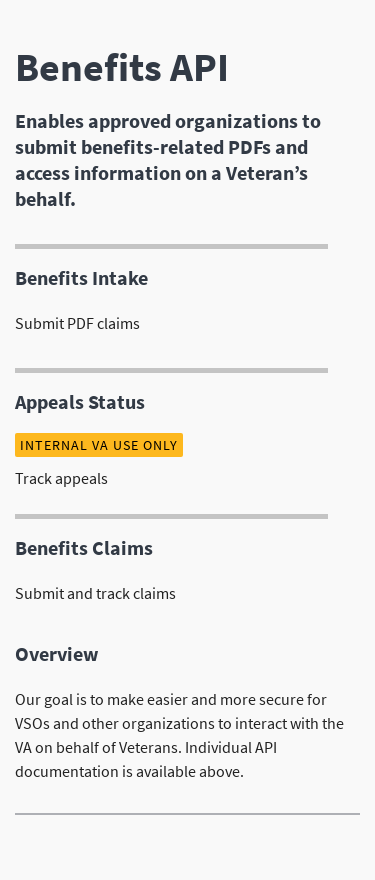 Benefits API
Enables approved organizations to
submit benefits-related PDFs and
access information on a Veteran’s
behalf.
Benefits Intake
Submit PDF claims
Appeals Status
INTERNAL VA USE ONLY
Track appeals
Benefits Claims
Submit and track claims
Overview
Our goal is to make easier and more secure for
VSOs and other organizations to interact with the
VA on behalf of Veterans. Individual API
documentation is available above.